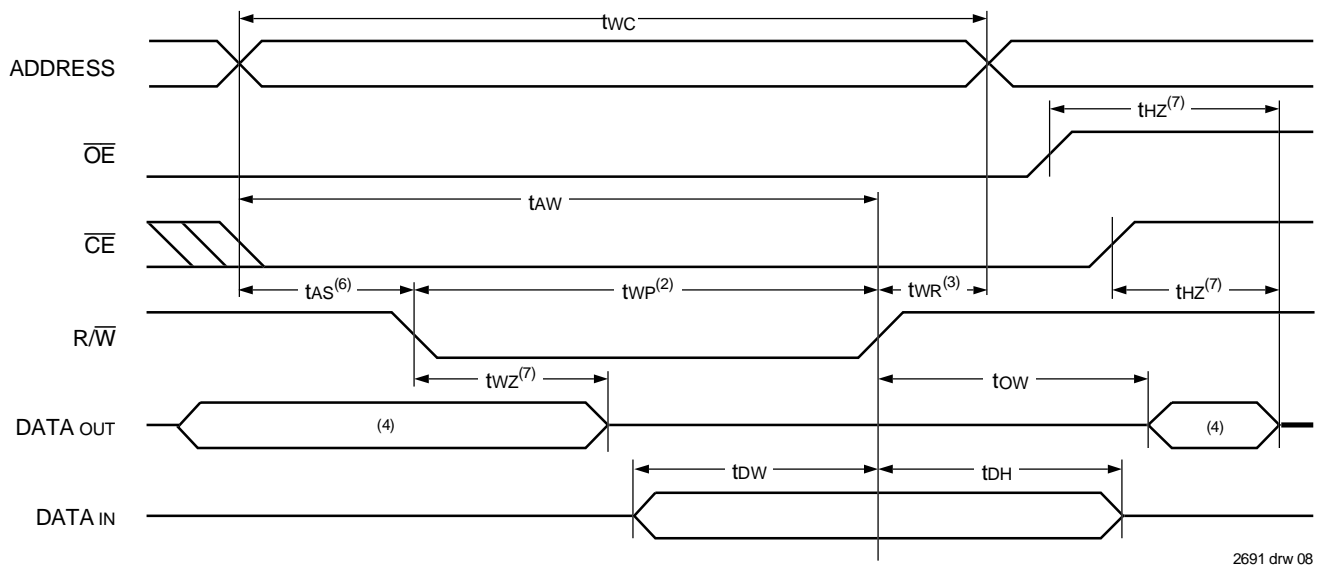 tWC
ADDRESS
tHZ(7)
OE
tAW
CE
tAS(6) tWP(2) tWR(3) tHZ(7)
R/W
tWZ(7) tOW
DATA OUT (4) (4)
tDW tDH
DATA IN
2691 drw 08